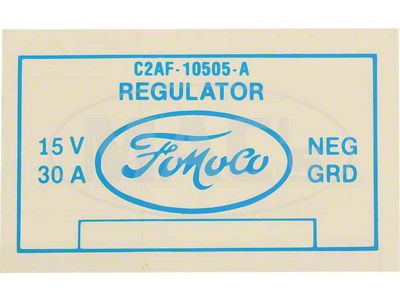 C2AF-10505-A
REGULATOR
15 V
30 A
FoMoCo
NEG
GRD